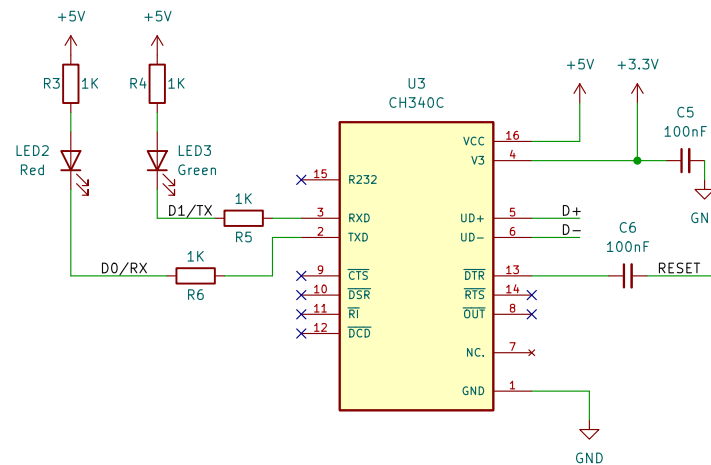 +5V
+5V
R3
1K
R4
1K
LED2
Red
LED3
Green
D1/TX
1K
R5
D0/RX
1K
R6
U3
CH340C
15
R232
3
RXD
2
TXD
9
CTS
10
DSR
11
RI
12
DCD
VCC
16
V3
4
UD+
5
UD-
6
DTR
13
RTS
14
OUT
8
NC.
7
GND
1
+5V
+3.3V
C5
100nF
GN
D+
D-
C6
100nF
RESET
GND